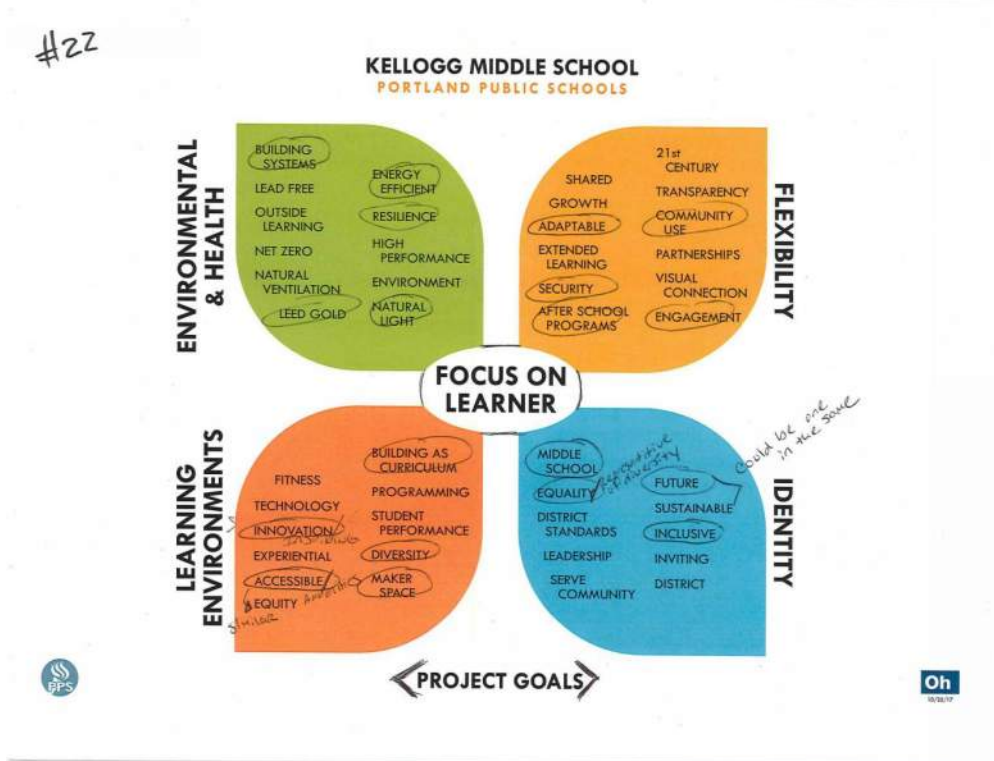 #22
KELLOGG MIDDLE SCHOOL
PORTLAND PUBLIC SCHOOLS
ENVIRONMENTAL
& HEALTH
BUILDING
SYSTEMS
LEAD FREE
OUTSIDE
LEARNING
NET ZERO
NATURAL
VENTILATION
LEED GOLD
ENERGY
EFFICIENT
RESILIENCE
HIGH
PERFORMANCE
ENVIRONMENT
NATURAL
LIGHT
SHARED
GROWTH
ADAPTABLE
EXTENDED
LEARNING
SECURITY
AFTER SCHOOL
PROGRAMS
21st
CENTURY
TRANSPARENCY
COMMUNITY
USE
PARTNERSHIPS
VISUAL
CONNECTION
ENGAGEMENT
FLEXIBILITY
FOCUS ON
LEARNER
LEARNING
ENVIRONMENTS
FITNESS
TECHNOLOGY
INNOVATION
EXPERIENTIAL
ACCESSIBLE
EQUITY
similar
BUILDING AS
CURRICULUM
PROGRAMMING
STUDENT
PERFORMANCE
DIVERSITY
MAKER
SPACE
MIDDLE
SCHOOL
EQUALITY
of diversity
DISTRICT
STANDARDS
LEADERSHIP
SERVE
COMMUNITY
FUTURE
SUSTAINABLE
INCLUSIVE
INVITING
DISTRICT
could be one
in the same
IDENTITY
PROJECT GOALS
PPS
Oh